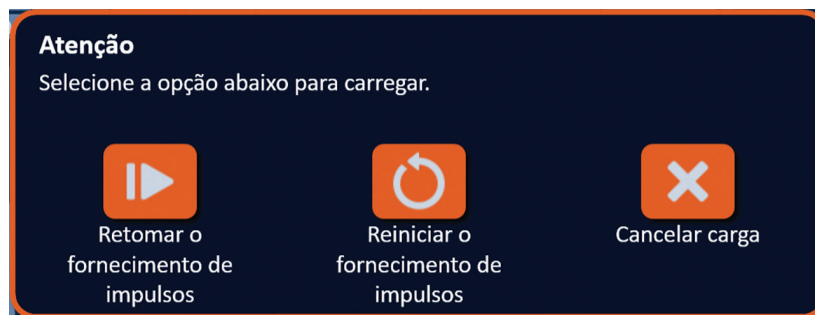 Atenção
Selecione a opção abaixo para carregar.
Retomar o
fornecimento de
impulsos
Reiniciar o
fornecimento de
impulsos
Cancelar carga